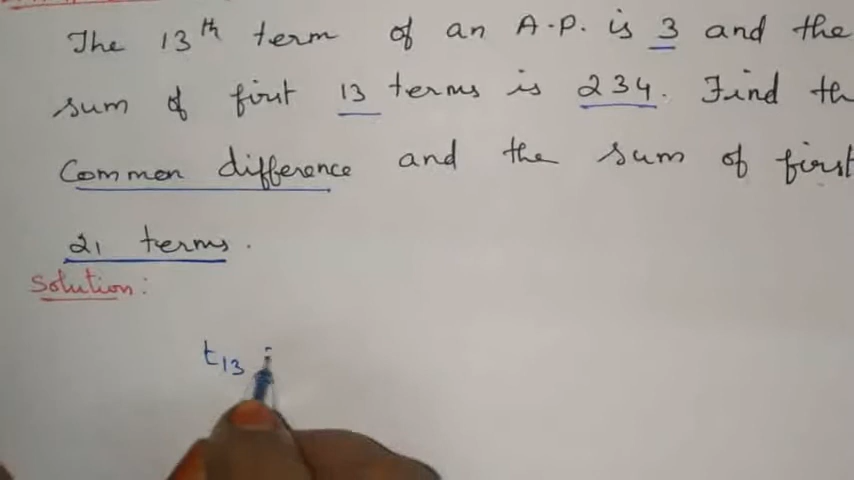 The 13th term of an A.P. is 3 and the
sum of first 13 terms is 234. Find th
Common difference and the sum of first
21 terms.
Solution:
t13